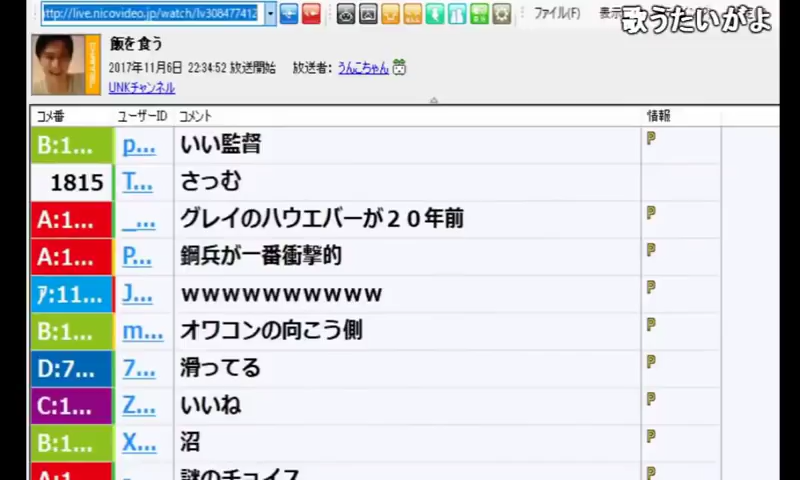 ttp://live.nicovideo.jp/watch/lv308477412
ファイル(F)
歌うたいがよ
飯を食う
2017年11月6日 22:34:52 放送開始 放送者: うんこちゃん
UNKチャンネル
コメ番 ユーザーID コメント 情報
B:1... p... いい監督 P
1815 T... さっむ
A:1... _... グレイのハウエバーが２０年前 P
A:1... P... 鋼兵が一番衝撃的 P
ｱ:11... J... ｗｗｗｗｗｗｗｗｗｗ P
B:1... m... オワコンの向こう側 P
D:7... 7... 滑ってる P
C:1... Z... いいね P
B:1... X... 沼 P
A:1... 謎のチョイス P